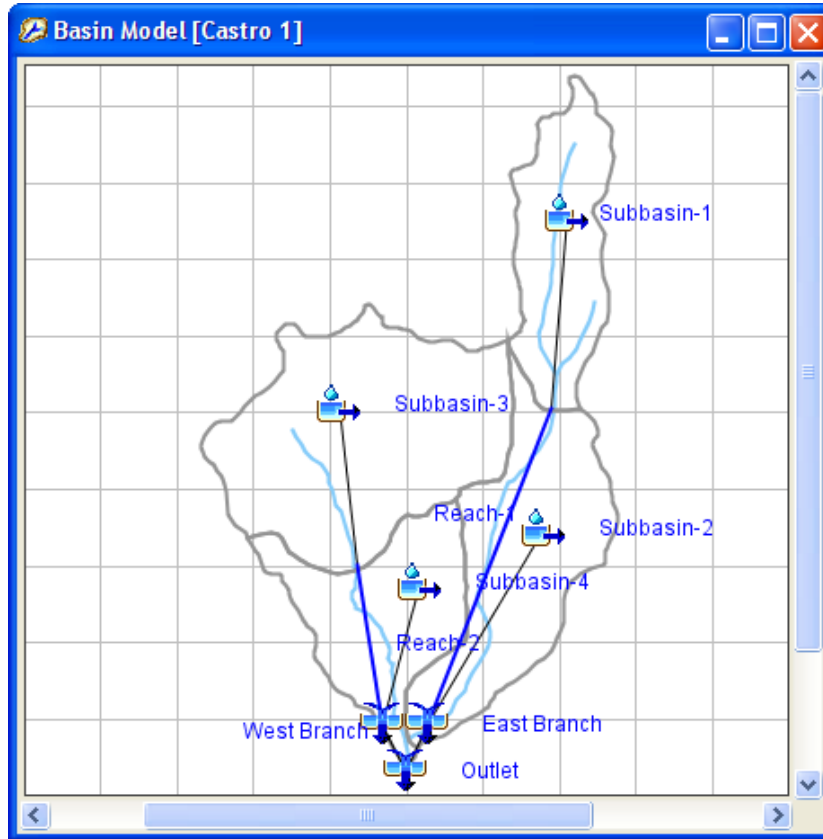 Basin Model [Castro 1]
Subbasin-1
Subbasin-3
Reach-1
Subbasin-2
Subbasin-4
Reach-2
West Branch
East Branch
Outlet